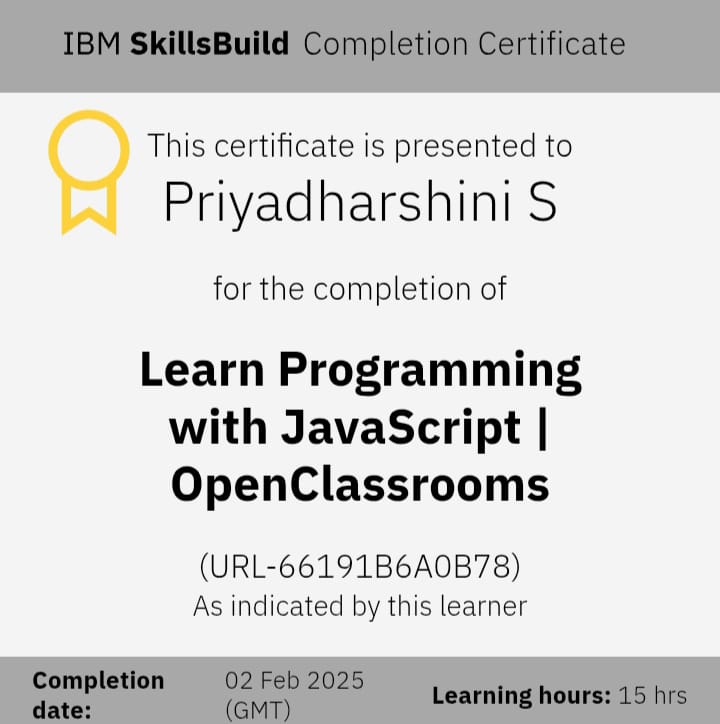 IBM SkillsBuild Completion Certificate
This certificate is presented to
Priyadharshini S
for the completion of
Learn Programming
with JavaScript |
OpenClassrooms
(URL-66191B6A0B78)
As indicated by this learner
Completion date: 02 Feb 2025 (GMT)
Learning hours: 15 hrs